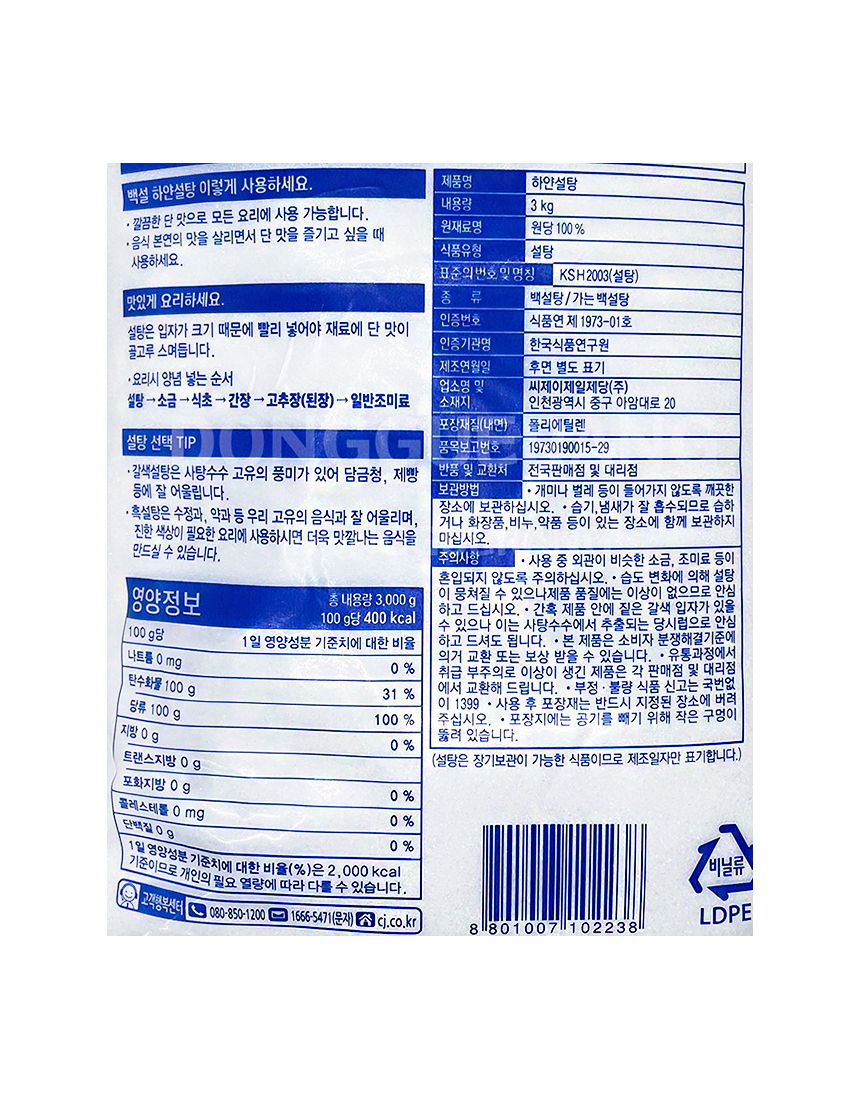 백설 하얀설탕 이렇게 사용하세요.
· 깔끔한 단 맛으로 모든 요리에 사용 가능합니다.
· 음식 본연의 맛을 살리면서 단 맛을 즐기고 싶을 때
사용하세요.
맛있게 요리하세요.
설탕은 입자가 크기 때문에 빨리 넣어야 재료에 단 맛이
골고루 스며듭니다.
· 요리시 양념 넣는 순서
설탕→소금→식초→간장→고추장(된장)→일반조미료
설탕 선택 TIP
· 갈색설탕은 사탕수수 고유의 풍미가 있어 담금청, 제빵
등에 잘 어울립니다.
· 흑설탕은 수정과, 약과 등 우리 고유의 음식과 잘 어울리며,
진한 색상이 필요한 요리에 사용하시면 더욱 맛깔나는 음식을
만드실 수 있습니다.
영양정보 총 내용량 3,000 g
100 g당 400 kcal
100 g당 1일 영양성분 기준치에 대한 비율
나트륨 0 mg 0 %
탄수화물 100 g 31 %
당류 100 g 100 %
지방 0 g 0 %
트랜스지방 0 g
포화지방 0 g 0 %
콜레스테롤 0 mg 0 %
단백질 0 g 0 %
1일 영양성분 기준치에 대한 비율(%)은 2,000 kcal
기준이므로 개인의 필요 열량에 따라 다를 수 있습니다.
고객행복센터 080-850-1200 1666-5471(문자) cj.co.kr
제품명 하얀설탕
내용량 3 kg
원재료명 원당 100 %
식품유형 설탕
표준의 번호 및 명칭 KS H 2003(설탕)
종 류 백설탕 / 가는 백설탕
인증번호 식품연 제 1973-01호
인증기관명 한국식품연구원
제조연월일 후면 별도 표기
업소명 및 씨제이제일제당(주)
소재지 인천광역시 중구 아암대로 20
포장재질(내면) 폴리에틸렌
품목보고번호 19730190015-29
반품 및 교환처 전국판매점 및 대리점
보관방법 • 개미나 벌레 등이 들어가지 않도록 깨끗한
장소에 보관하십시오. • 습기,냄새가 잘 흡수되므로 습하
거나 화장품,비누,약품 등이 있는 장소에 함께 보관하지
마십시오.
주의사항 • 사용 중 외관이 비슷한 소금, 조미료 등이
혼입되지 않도록 주의하십시오. • 습도 변화에 의해 설탕
이 뭉쳐질 수 있으나제품 품질에는 이상이 없으므로 안심
하고 드십시오. • 간혹 제품 안에 짙은 갈색 입자가 있을
수 있으나 이는 사탕수수에서 추출되는 당시럽으로 안심
하고 드셔도 됩니다. • 본 제품은 소비자 분쟁해결기준에
의거 교환 또는 보상 받을 수 있습니다. • 유통과정에서
취급 부주의로 이상이 생긴 제품은 각 판매점 및 대리점
에서 교환해 드립니다. • 부정·불량 식품 신고는 국번없
이 1399 • 사용 후 포장재는 반드시 지정된 장소에 버려
주십시오. • 포장지에는 공기를 빼기 위해 작은 구멍이
뚫려 있습니다.
(설탕은 장기보관이 가능한 식품이므로 제조일자만 표기합니다.)
8 801007 102238
비닐류
LDPE